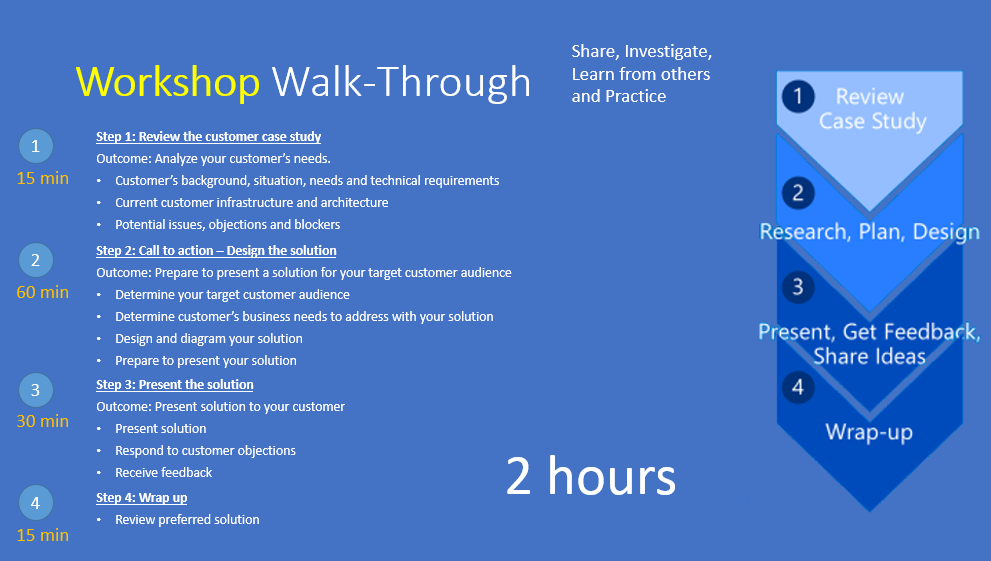 Workshop Walk-Through
Share, Investigate,
Learn from others
and Practice
1
15 min
Step 1: Review the customer case study
Outcome: Analyze your customer's needs.
• Customer's background, situation, needs and technical requirements
• Current customer infrastructure and architecture
• Potential issues, objections and blockers
2
60 min
Step 2: Call to action – Design the solution
Outcome: Prepare to present a solution for your target customer audience
• Determine your target customer audience
• Determine customer's business needs to address with your solution
• Design and diagram your solution
• Prepare to present your solution
3
30 min
Step 3: Present the solution
Outcome: Present solution to your customer
• Present solution
• Respond to customer objections
• Receive feedback
4
15 min
Step 4: Wrap up
• Review preferred solution
2 hours
1
Review
Case Study
2
Research, Plan, Design
3
Present, Get Feedback,
Share Ideas
4
Wrap-up